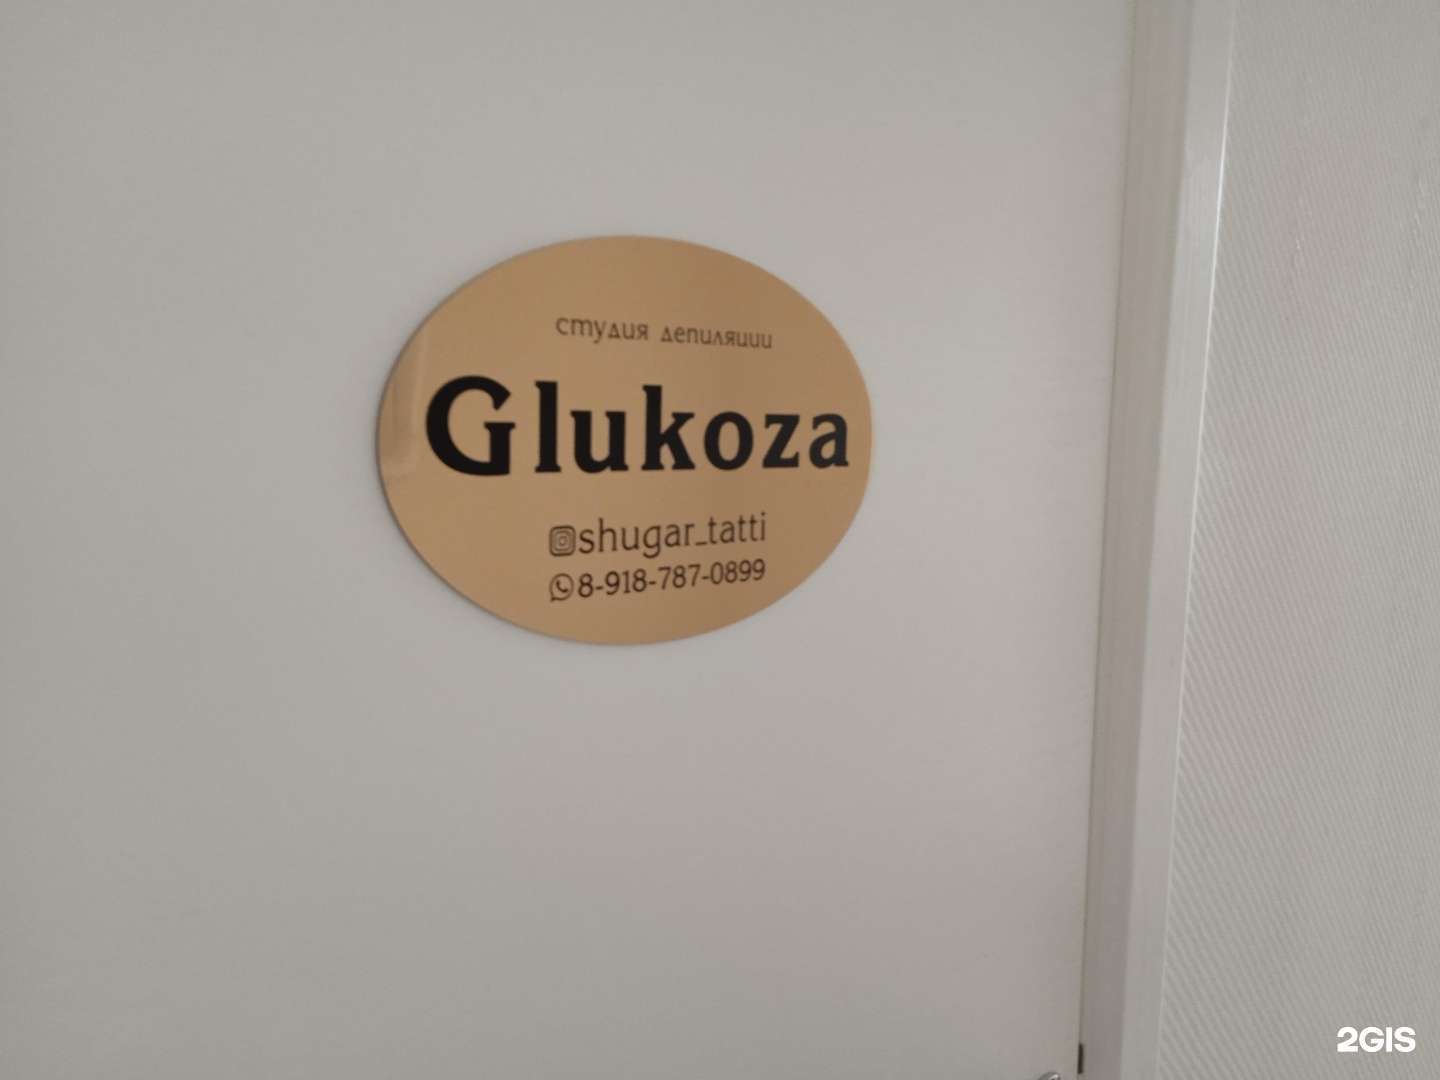 студия депиляции
Glukoza
shugar_tatti
8-918-787-0899
2GIS